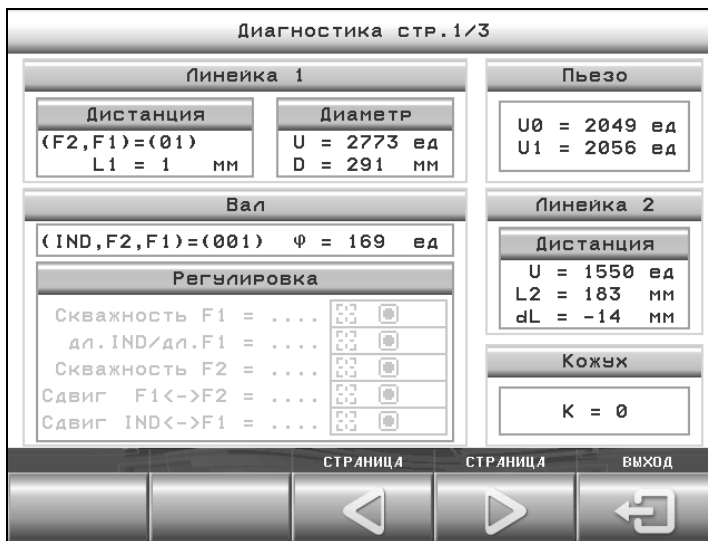 Диагностика стр.1/3
Линейка 1
Дистанция
(F2,F1)=(01)
L1 = 1 мм
Диаметр
U = 2773 ед
D = 291 мм
Пьезо
U0 = 2049 ед
U1 = 2056 ед
Вал
(IND,F2,F1)=(001) φ = 169 ед
Регулировка
Скважность F1 = ....
дл.IND/дл.F1 = ....
Скважность F2 = ....
Сдвиг F1<->F2 = ....
Сдвиг IND<->F1 = ....
Линейка 2
Дистанция
U = 1550 ед
L2 = 183 мм
dL = -14 мм
Кожух
K = 0
СТРАНИЦА СТРАНИЦА ВЫХОД